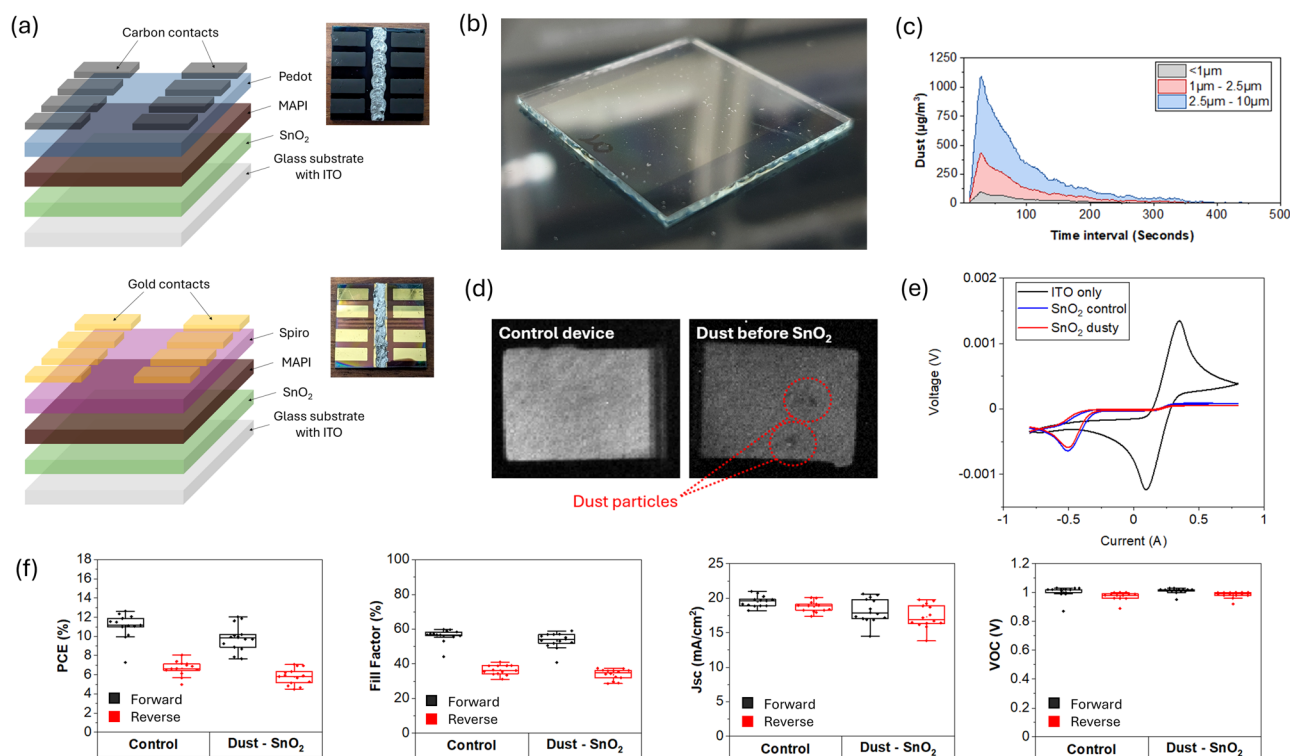 (a)
Carbon contacts
Pedot
MAPI
SnO₂
Glass substrate
with ITO
Gold contacts
Spiro
MAPI
SnO₂
Glass substrate
with ITO
(b)
(c)
Dust (µg/m³)
1250
1000
750
500
250
0
<1µm
1µm - 2.5µm
2.5µm - 10µm
100
200
300
400
500
Time interval (Seconds)
(d)
Control device
Dust before SnO₂
Dust particles
(e)
Voltage (V)
0.002
0.001
0
-0.001
ITO only
SnO₂ control
SnO₂ dusty
-1
-0.5
0
0.5
1
Current (A)
(f)
PCE (%)
18
16
14
12
10
8
6
4
2
0
Forward
Reverse
Control
Dust - SnO₂
Fill Factor (%)
100
80
60
40
20
0
Forward
Reverse
Control
Dust - SnO₂
Jsc (mA/cm²)
25
20
15
10
5
0
Forward
Reverse
Control
Dust - SnO₂
VOC (V)
1.2
1
0.8
0.6
0.4
0.2
0
Forward
Reverse
Control
Dust - SnO₂